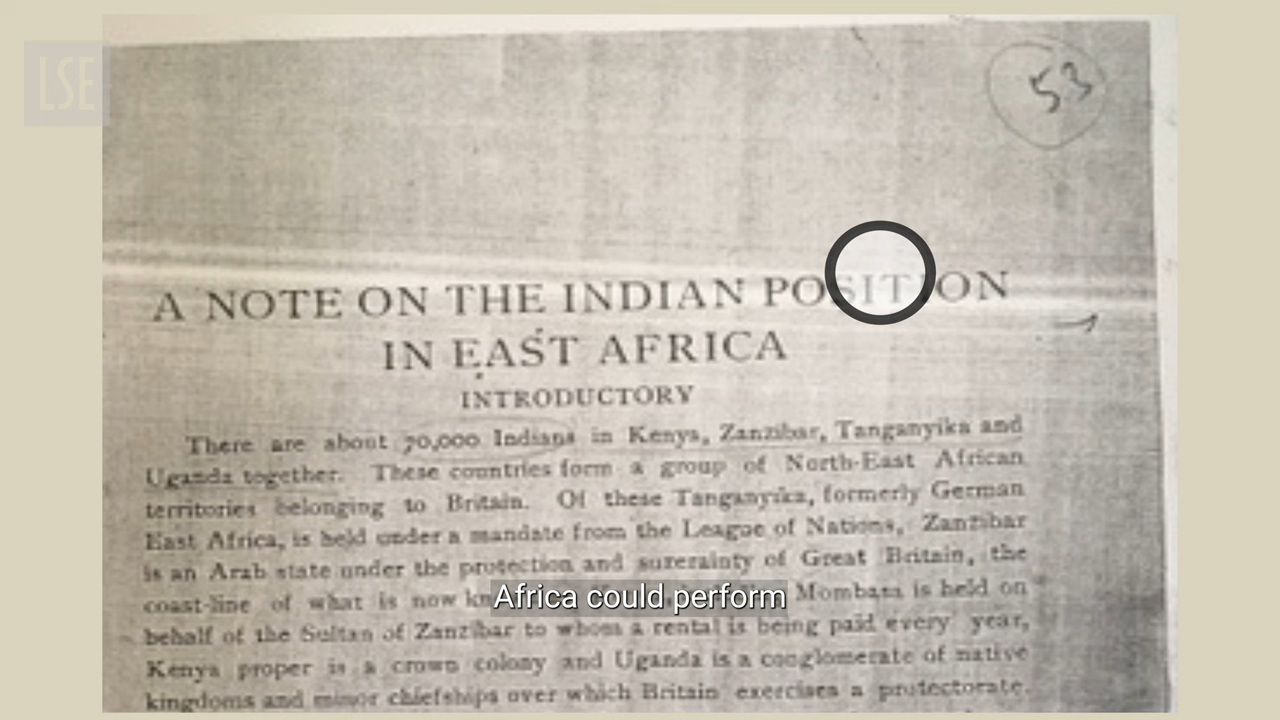 LSE
53
A NOTE ON THE INDIAN POSITION
IN EAST AFRICA
INTRODUCTORY
There are about 70,000 Indians in Kenya, Zanzibar, Tanganyika and
Uganda together. These countries form a group of North-East African
territories belonging to Britain. Of these Tanganyika, formerly German
East Africa, is held under a mandate from the League of Nations, Zanzibar
is an Arab state under the protection and suzerainty of Great Britain, the
coast-line of what is now Mombasa is held on
Africa could perform
behalf of the Sultan of Zanzibar to whom a rental is being paid every year,
Kenya proper is a crown colony and Uganda is a conglomerate of native
kingdoms and minor chiefships over which Britain exercises a protectorate.